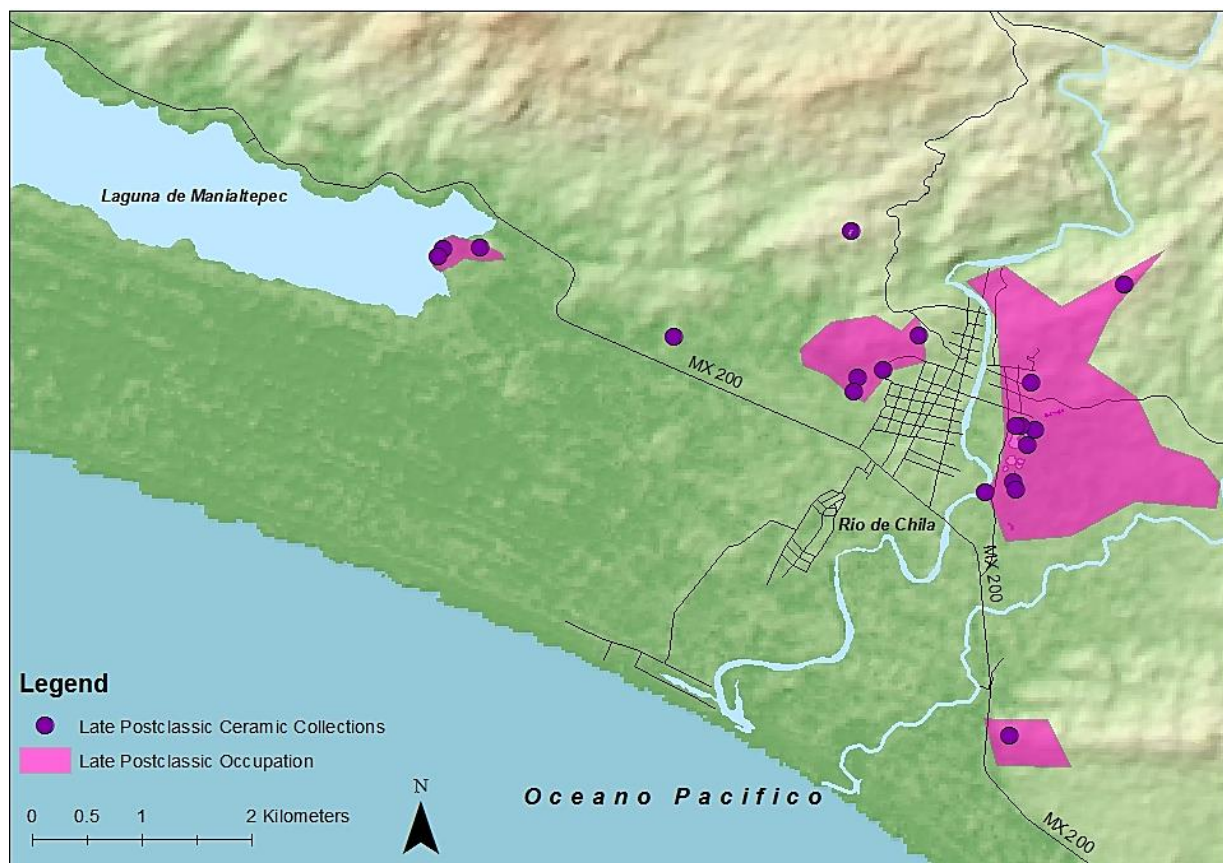 Laguna de Manialtepec
MX 200
Rio de Chila
MX 200
Legend
Late Postclassic Ceramic Collections
Late Postclassic Occupation
N
0 0.5 1 2 Kilometers
Oceano Pacifico
MX 200